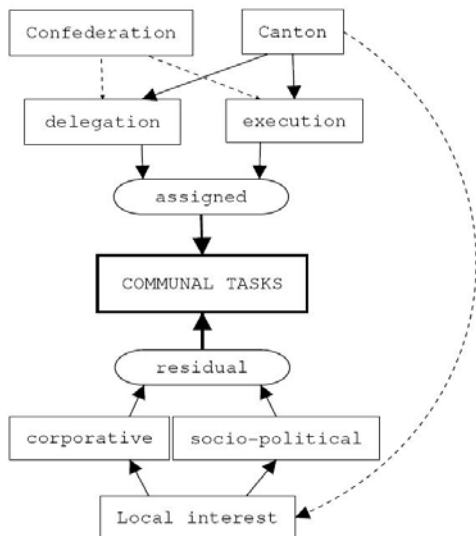 Confederation
Canton
delegation
execution
assigned
COMMUNAL TASKS
residual
corporative
socio-political
Local interest